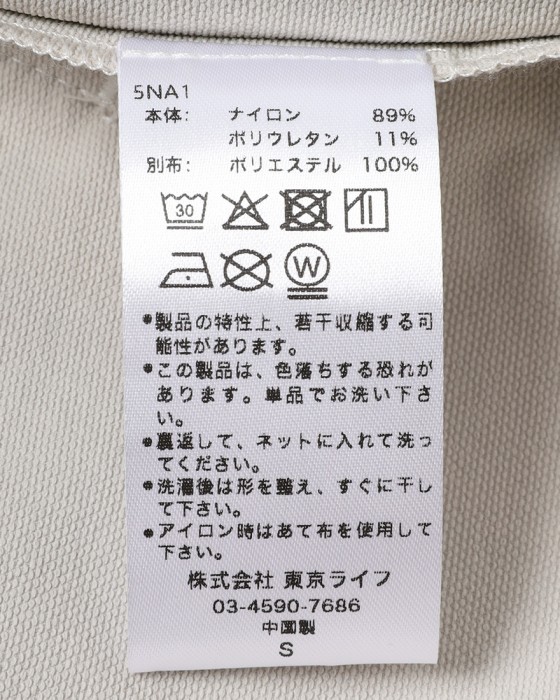 5NA1
本体: ナイロン 89%
ポリウレタン 11%
別布: ポリエステル 100%
30
W
●製品の特性上、若干収縮する可
能性があります。
●この製品は、色落ちする恐れが
あります。単品でお洗い下さ
い。
●裏返して、ネットに入れて洗っ
てください。
●洗濯後は形を整え、すぐに干し
て下さい。
●アイロン時はあて布を使用して
下さい。
株式会社 東京ライフ
03-4590-7686
中国製
S